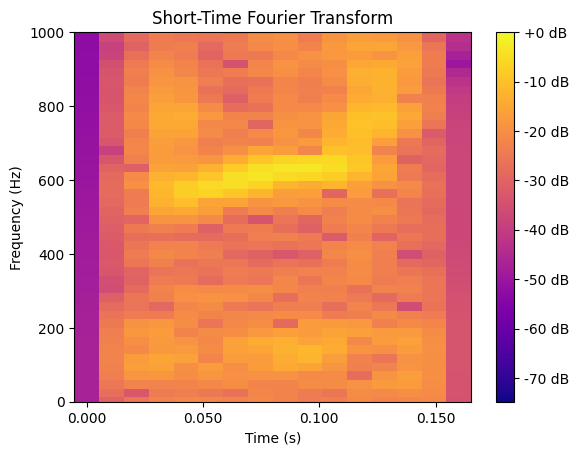 Short-Time Fourier Transform
Frequency (Hz)
1000
800
600
400
200
0
0.000
0.050
0.100
0.150
Time (s)
+0 dB
-10 dB
-20 dB
-30 dB
-40 dB
-50 dB
-60 dB
-70 dB